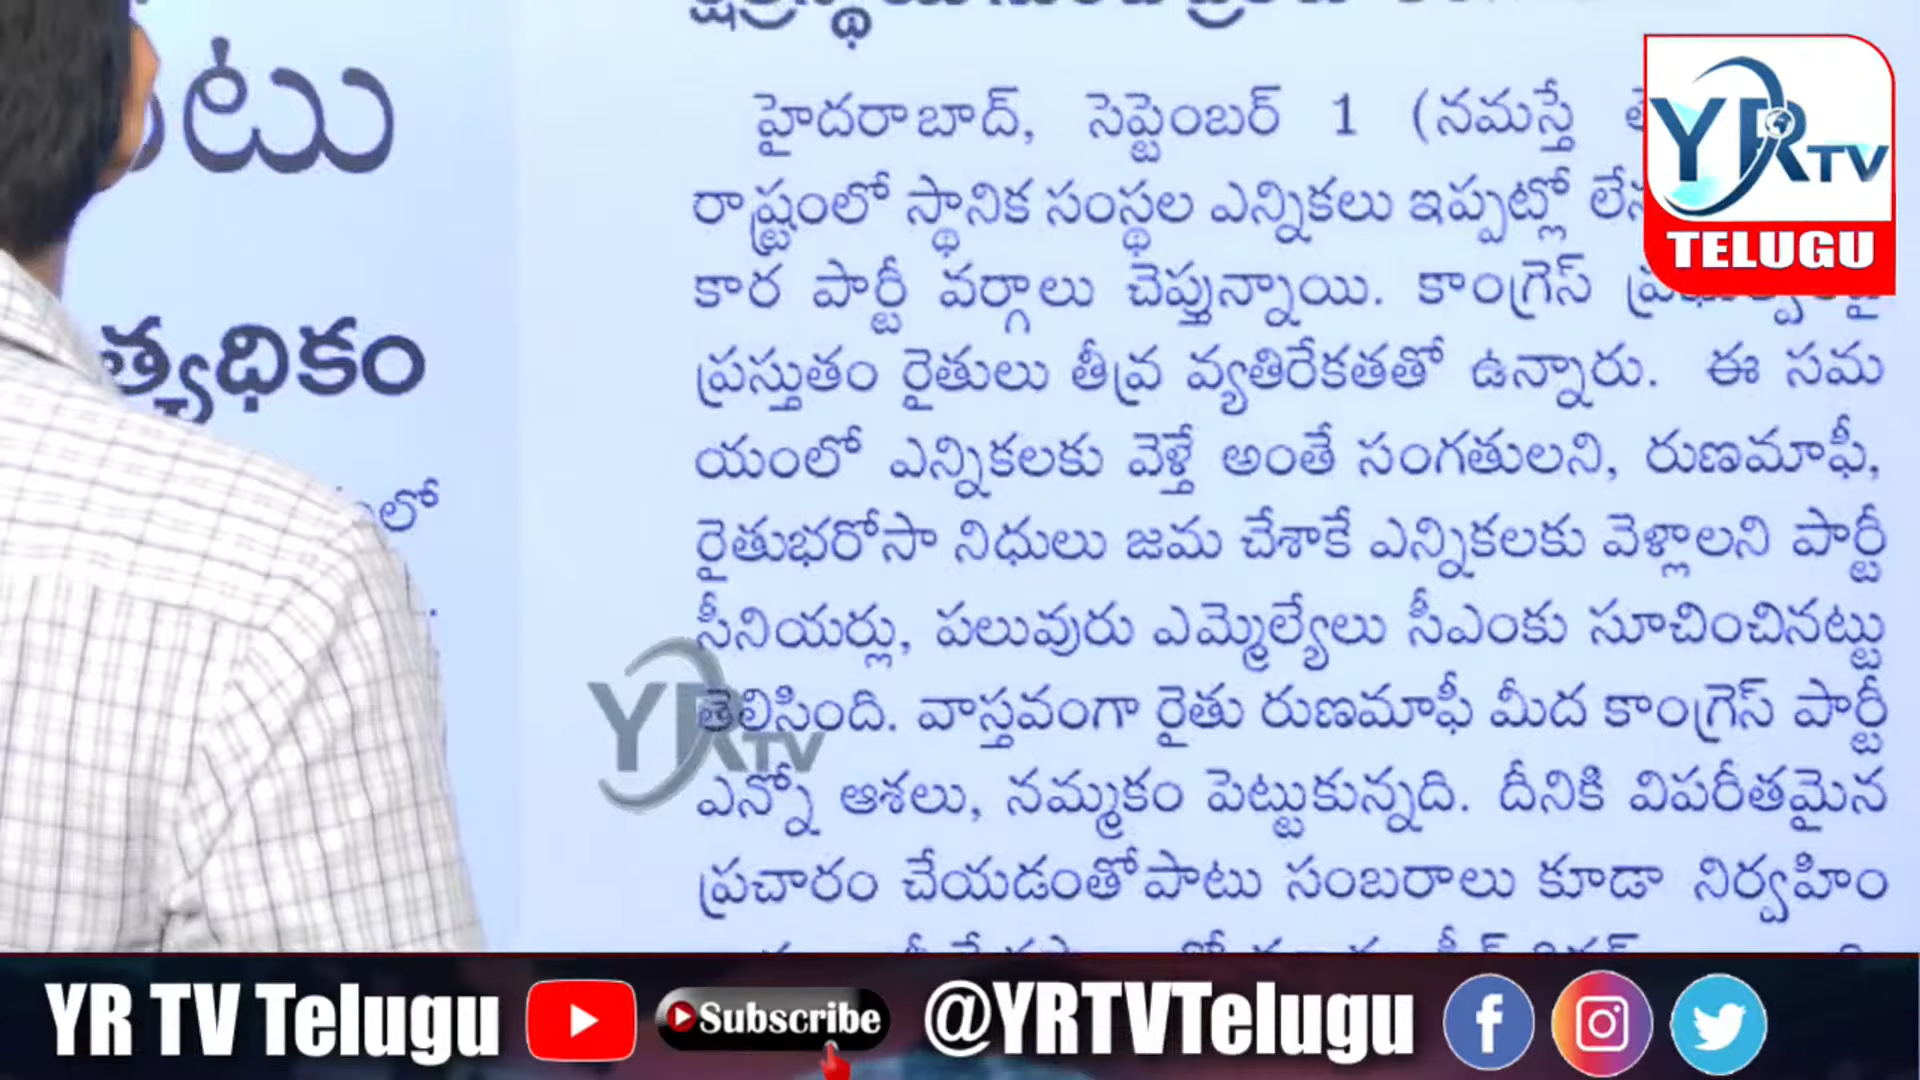 టు
త్యధికం
లో
హైదరాబాద్, సెప్టెంబర్ 1 (నమస్తే
రాష్ట్రంలో స్థానిక సంస్థల ఎన్నికలు ఇప్పట్లో
కార పార్టీ వర్గాలు చెప్తున్నాయి. కాంగ్రెస్
ప్రస్తుతం రైతులు తీవ్ర వ్యతిరేకతతో ఉన్నారు. ఈ సమ
యంలో ఎన్నికలకు వెళ్తే అంతే సంగతులని, రుణమాఫీ,
రైతుభరోసా నిధులు జమ చేశాకే ఎన్నికలకు వెళ్లాలని పార్టీ
సీనియర్లు, పలువురు ఎమ్మెల్యేలు సీఎంకు సూచించినట్టు
తెలిసింది. వాస్తవంగా రైతు రుణమాఫీ మీద కాంగ్రెస్ పార్టీ
ఎన్నో ఆశలు, నమ్మకం పెట్టుకున్నది. దీనికి విపరీతమైన
ప్రచారం చేయడంతోపాటు సంబరాలు కూడా నిర్వహిం
YR TV
TELUGU
YR TV
YR TV Telugu Subscribe @YRTVTelugu